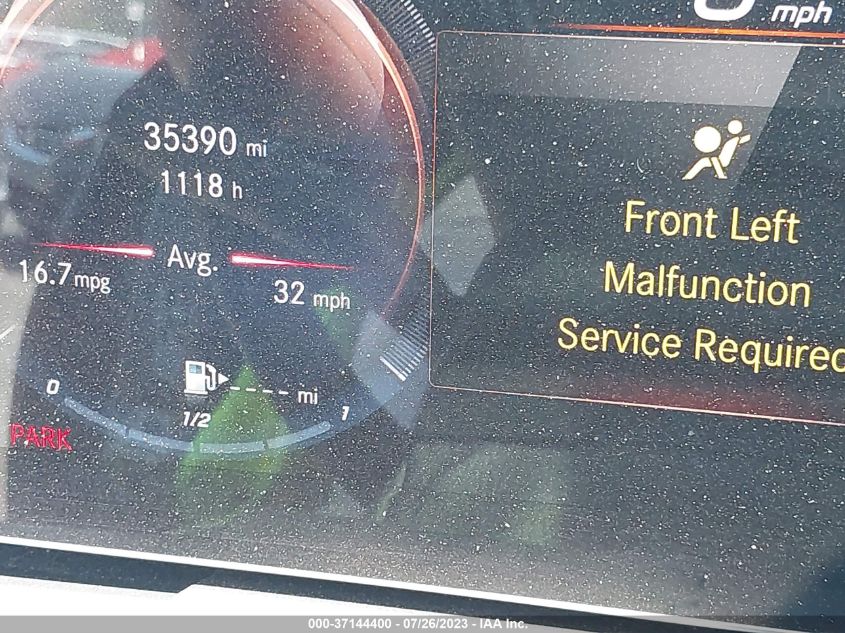 mph
35390 mi
1118 h
Avg.
16.7 mpg
32 mph
0
--- mi
1/2
1
PARK
Front Left
Malfunction
Service Required
000-37144400 - 07/26/2023 - IAA Inc.